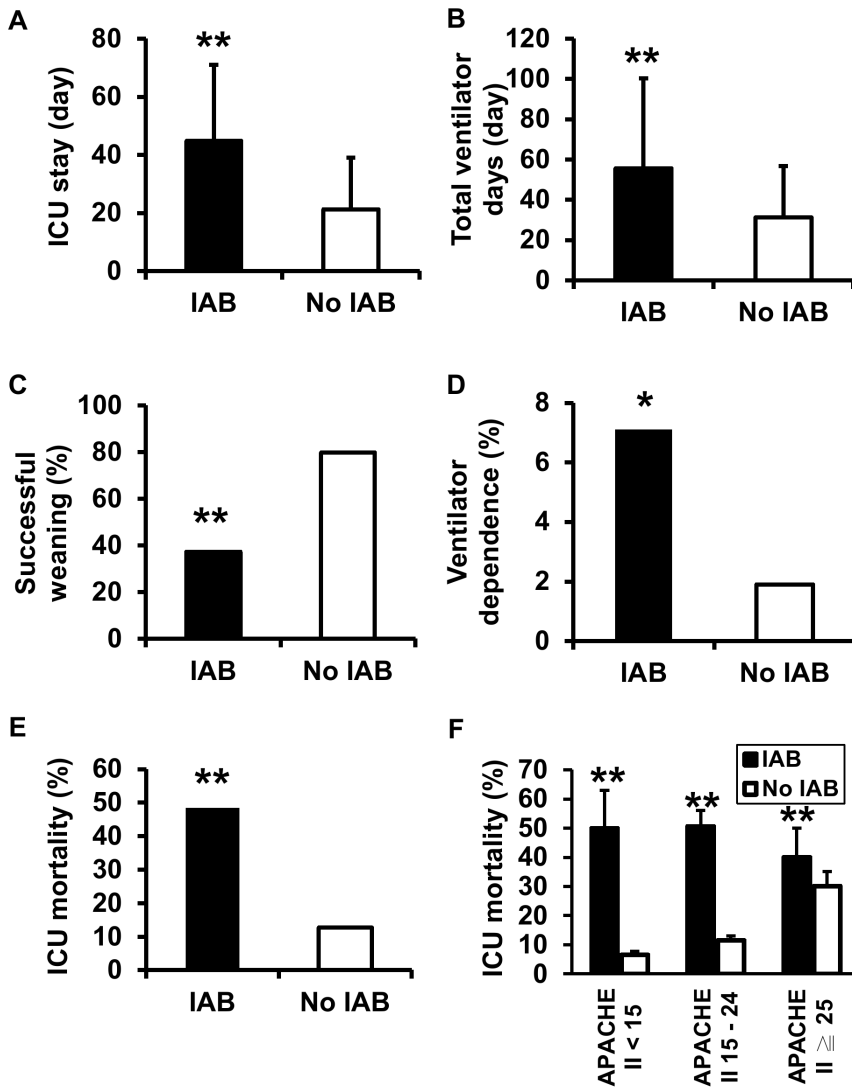 A
ICU stay (day)
80
60
40
20
0
**
IAB
No IAB
B
Total ventilator
days (day)
120
100
80
60
40
20
0
**
IAB
No IAB
C
Successful
weaning (%)
100
80
60
40
20
0
**
IAB
No IAB
D
Ventilator
dependence (%)
8
6
4
2
0
*
IAB
No IAB
E
ICU mortality (%)
60
50
40
30
20
10
0
**
IAB
No IAB
F
ICU mortality (%)
70
60
50
40
30
20
10
0
IAB
No IAB
**
**
**
APACHE
II < 15
APACHE
II 15 - 24
APACHE
II ≧ 25